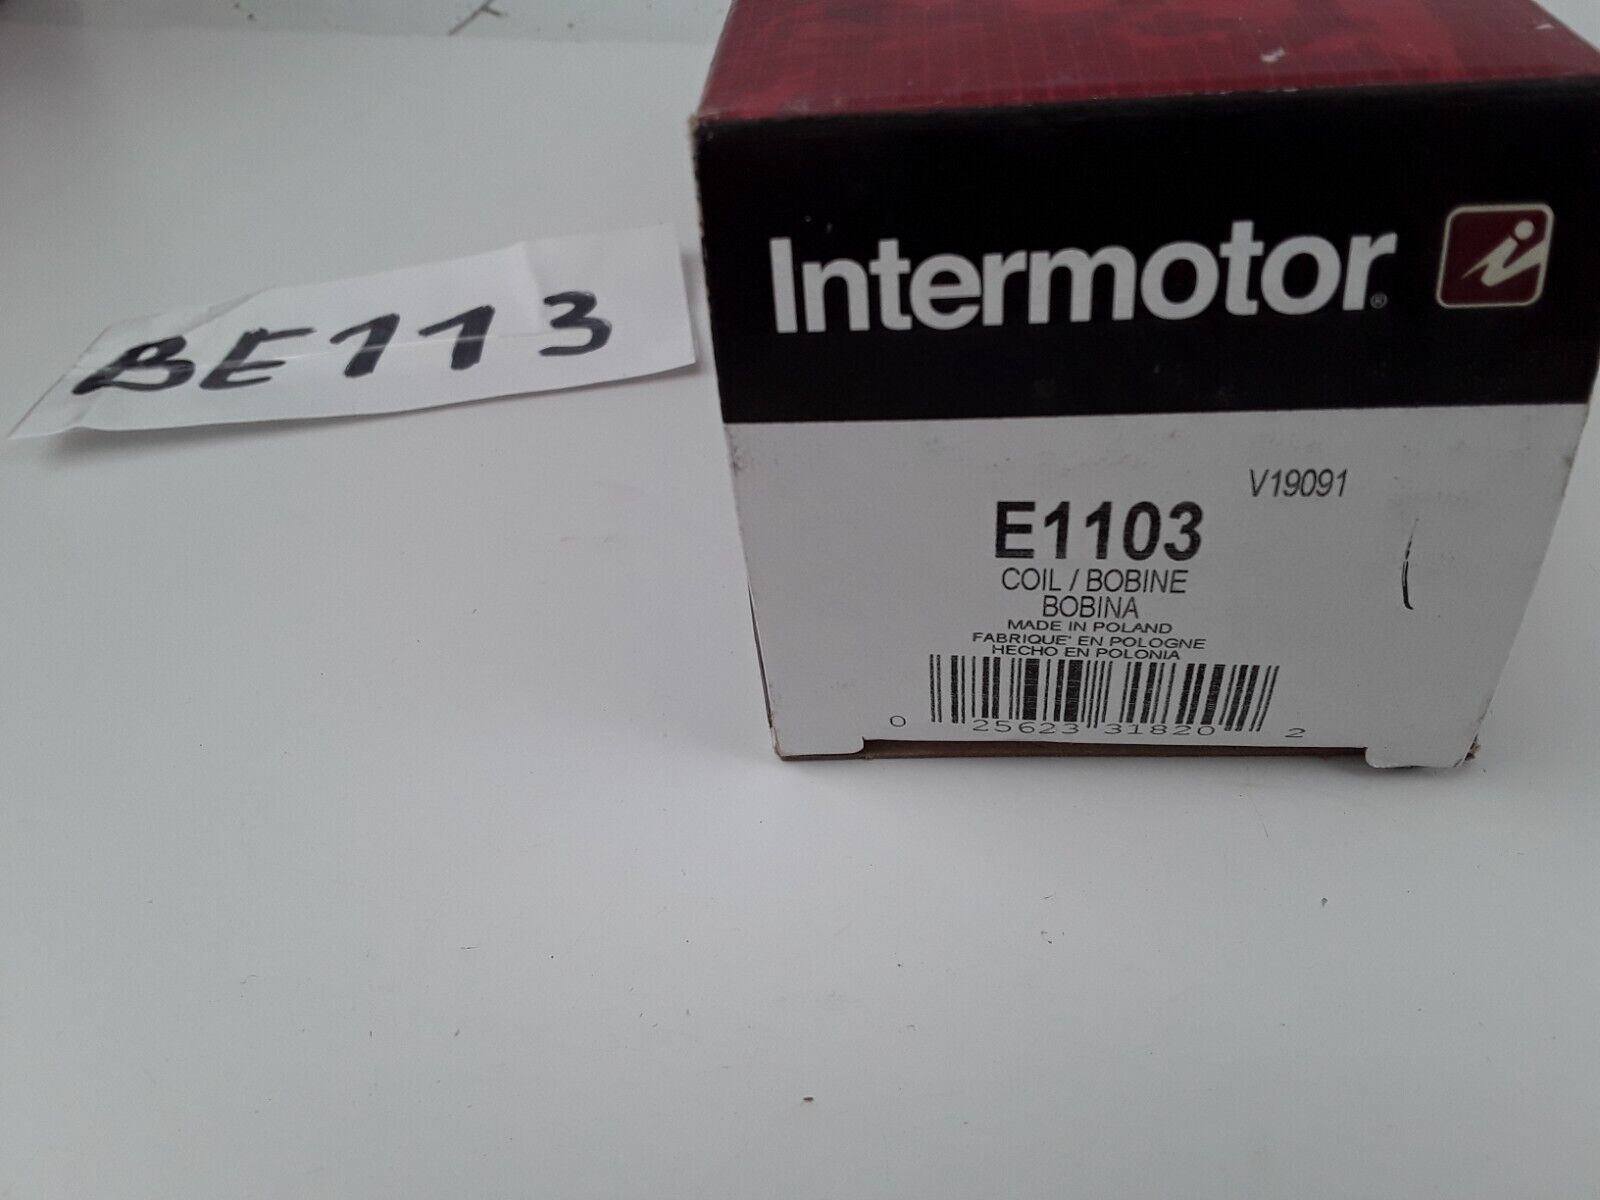 BE113
Intermotor®
V19091
E1103
COIL / BOBINE
BOBINA
MADE IN POLAND
FABRIQUE' EN POLOGNE
HECHO EN POLONIA
0 25623 31820 2